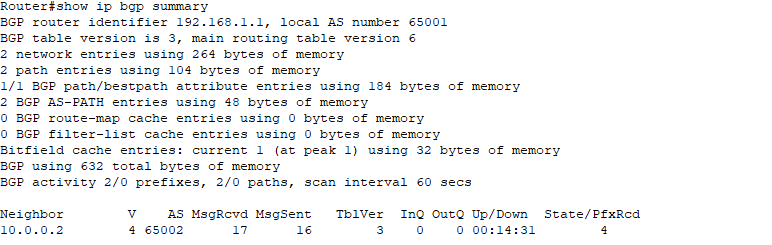 Router#show ip bgp summary
BGP router identifier 192.168.1.1, local AS number 65001
BGP table version is 3, main routing table version 6
2 network entries using 264 bytes of memory
2 path entries using 104 bytes of memory
1/1 BGP path/bestpath attribute entries using 184 bytes of memory
2 BGP AS-PATH entries using 48 bytes of memory
0 BGP route-map cache entries using 0 bytes of memory
0 BGP filter-list cache entries using 0 bytes of memory
Bitfield cache entries: current 1 (at peak 1) using 32 bytes of memory
BGP using 632 total bytes of memory
BGP activity 2/0 prefixes, 2/0 paths, scan interval 60 secs

Neighbor        V    AS MsgRcvd MsgSent   TblVer  InQ OutQ Up/Down  State/PfxRcd
10.0.0.2        4 65002      17      16        3    0    0 00:14:31        4